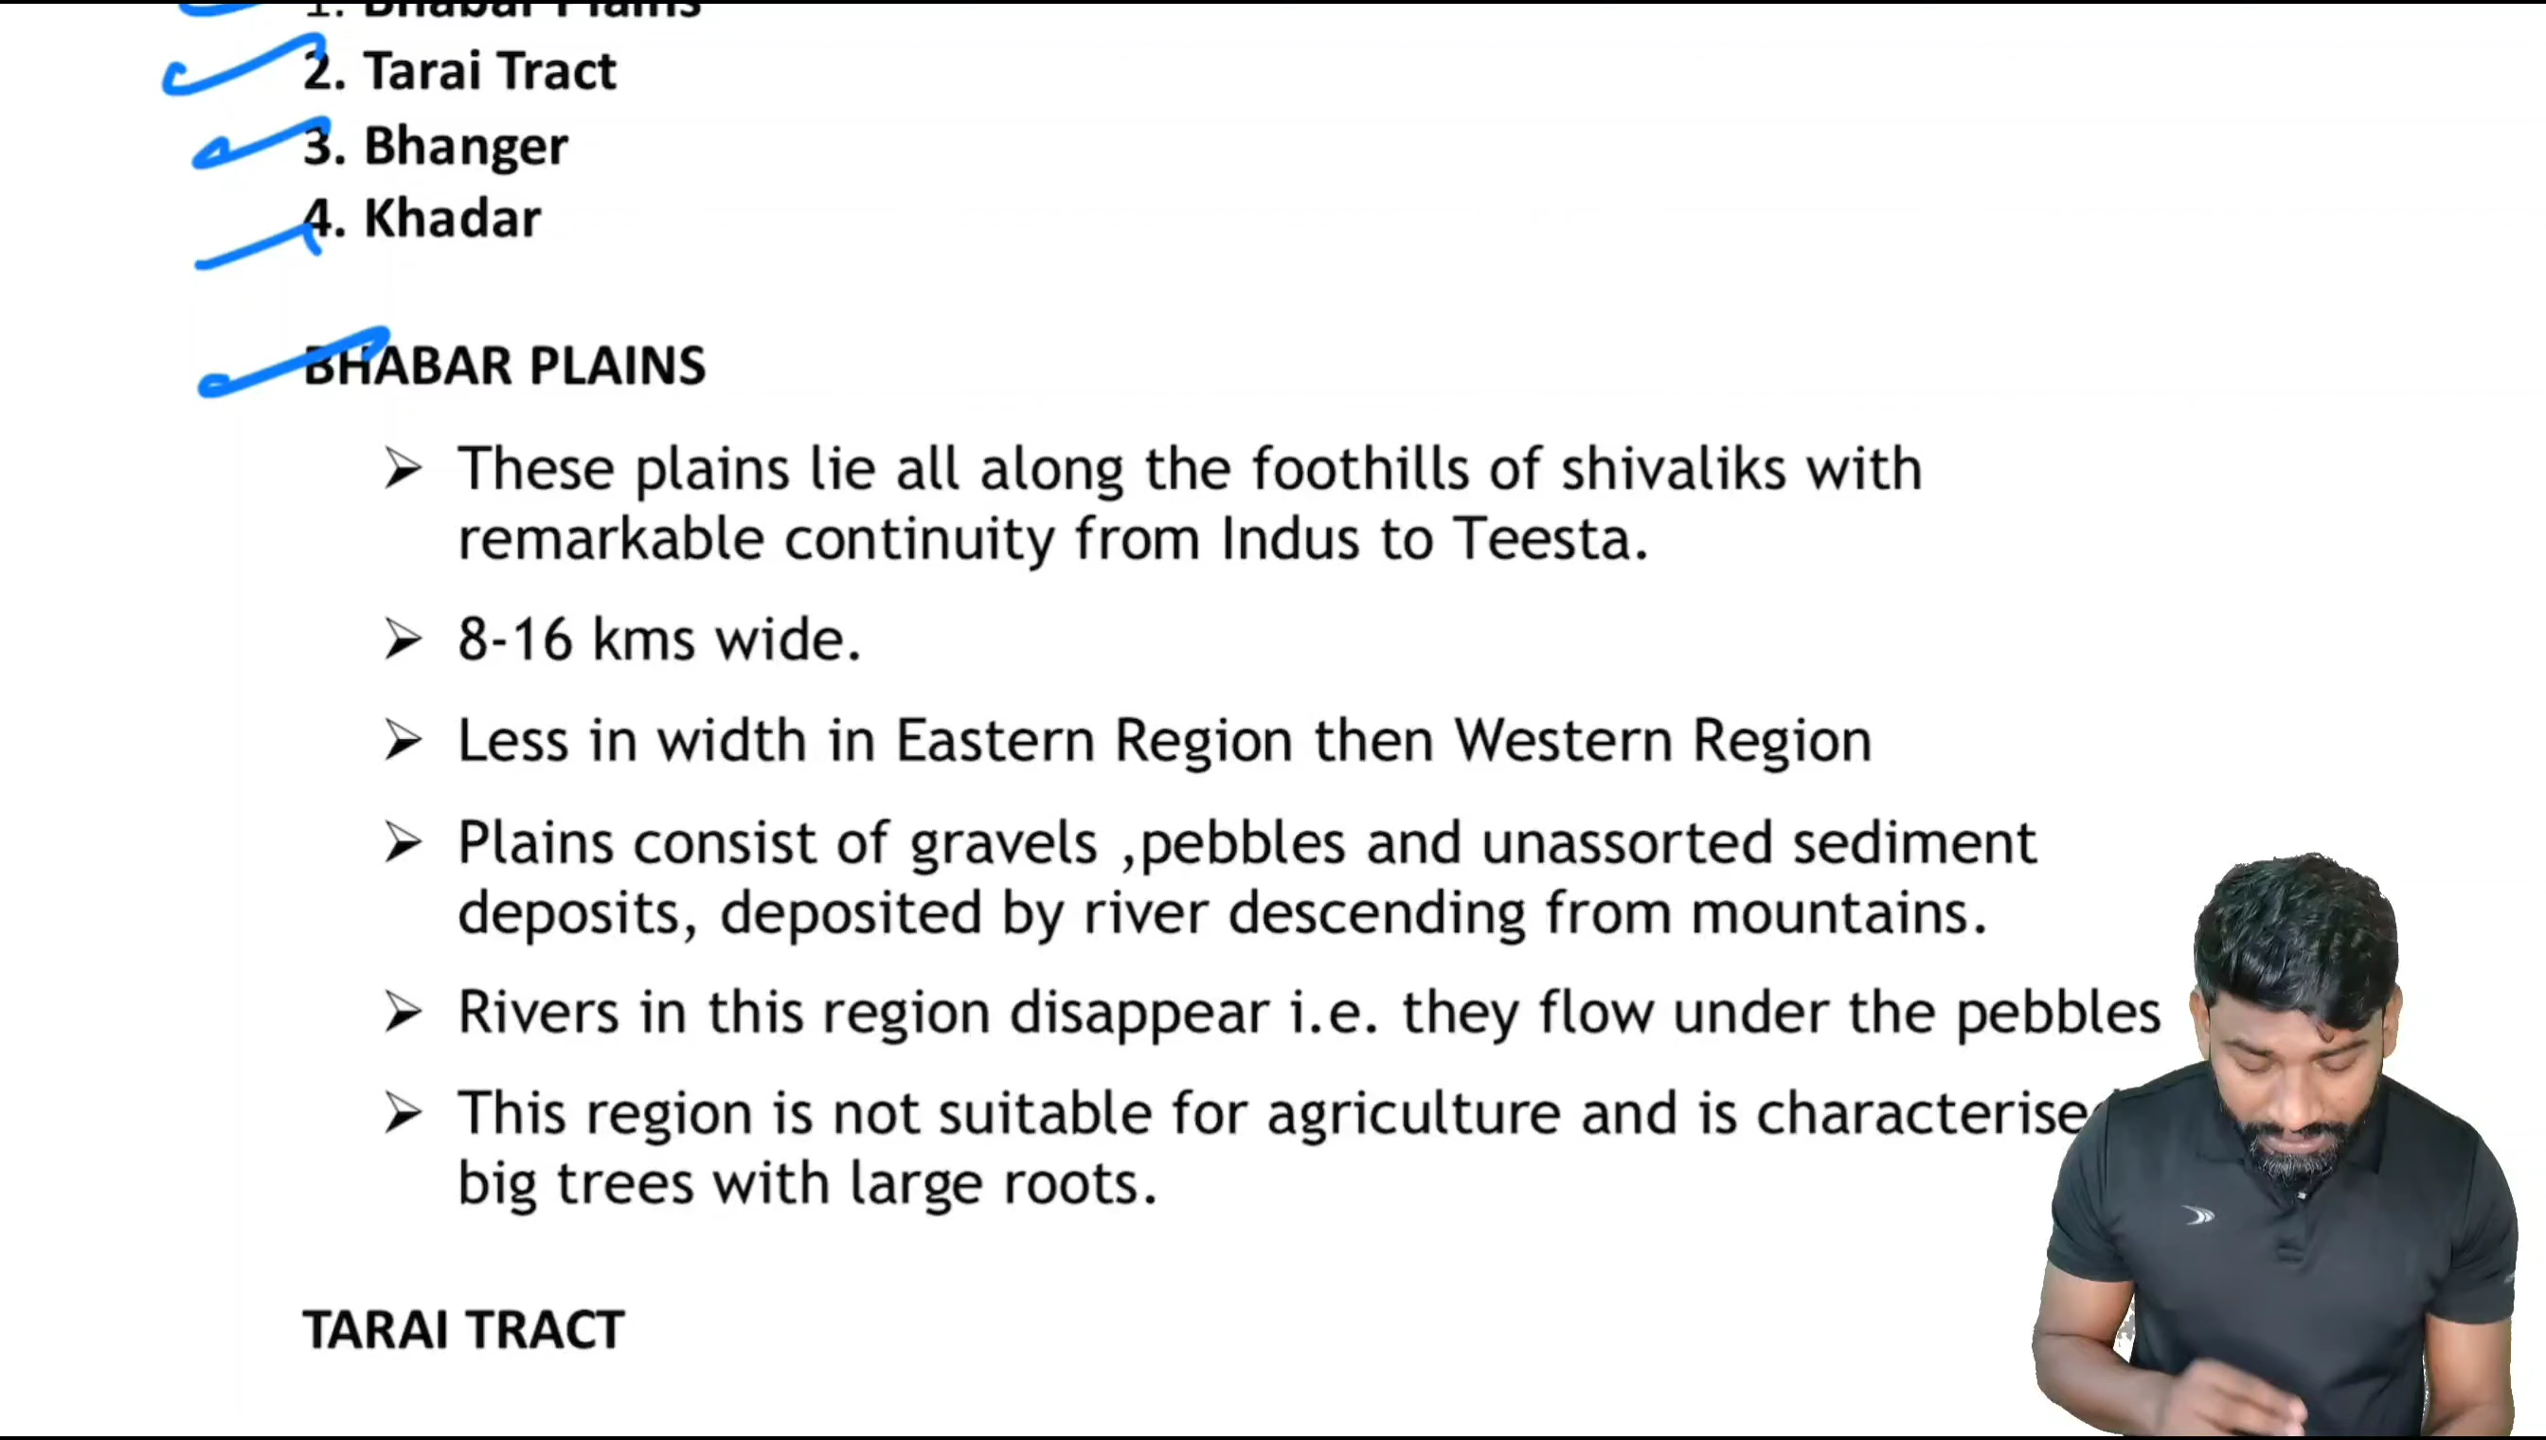 1. Bhabar Plains
2. Tarai Tract
3. Bhanger
4. Khadar
BHABAR PLAINS
➢ These plains lie all along the foothills of shivaliks with
remarkable continuity from Indus to Teesta.
➢ 8-16 kms wide.
➢ Less in width in Eastern Region then Western Region
➢ Plains consist of gravels ,pebbles and unassorted sediment
deposits, deposited by river descending from mountains.
➢ Rivers in this region disappear i.e. they flow under the pebbles
➢ This region is not suitable for agriculture and is
big trees with large roots.
TARAI TRACT